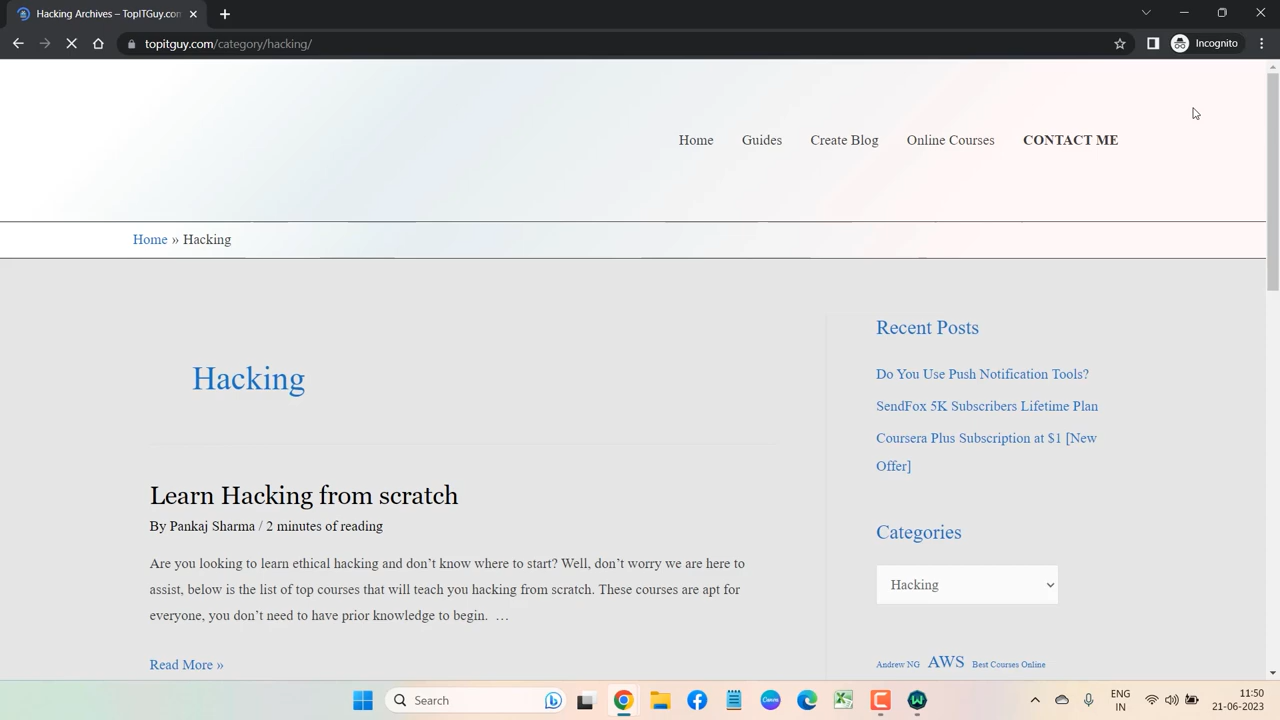 Hacking Archives – TopITGuy.com
topitguy.com/category/hacking/
Incognito
Home Guides Create Blog Online Courses CONTACT ME
Home » Hacking
Hacking
Learn Hacking from scratch
By Pankaj Sharma / 2 minutes of reading
Are you looking to learn ethical hacking and don’t know where to start? Well, don’t worry we are here to
assist, below is the list of top courses that will teach you hacking from scratch. These courses are apt for
everyone, you don’t need to have prior knowledge to begin. …
Read More »
Recent Posts
Do You Use Push Notification Tools?
SendFox 5K Subscribers Lifetime Plan
Coursera Plus Subscription at $1 [New
Offer]
Categories
Hacking
Andrew NG AWS Best Courses Online
Search
Canva
ENG
IN
11:50
21-06-2023